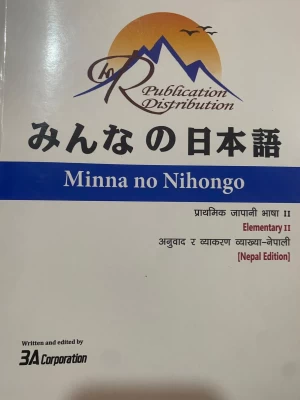 Publication
Distribution
みんなの日本語
Minna no Nihongo
प्राथमिक जापानी भाषा II
Elementary II
अनुवाद र व्याकरण व्याख्या-नेपाली
[Nepal Edition]
Written and edited by
3A Corporation